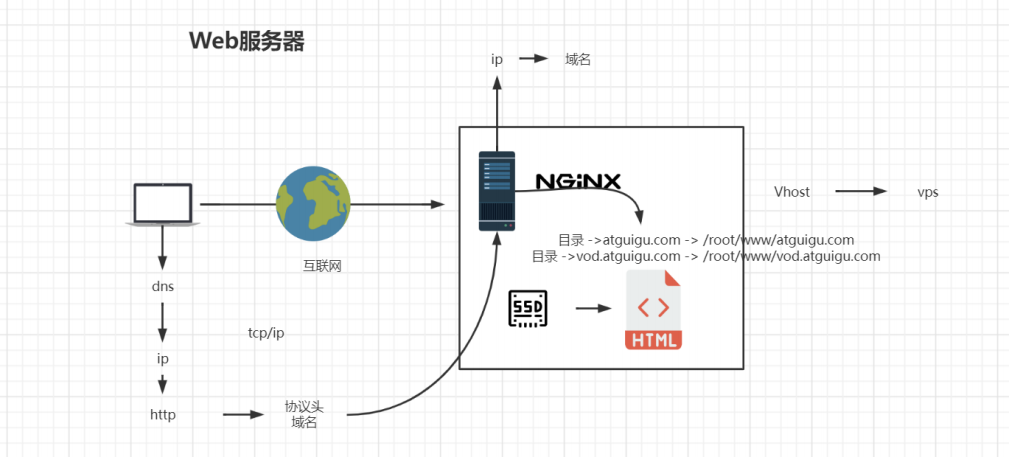 Web服务器
ip
域名
NGiNX
Vhost
vps
目录 ->atguigu.com -> /root/www/atguigu.com
目录 ->vod.atguigu.com -> /root/www/vod.atguigu.com
互联网
dns
SSD
HTML
tcp/ip
ip
http
协议头
域名